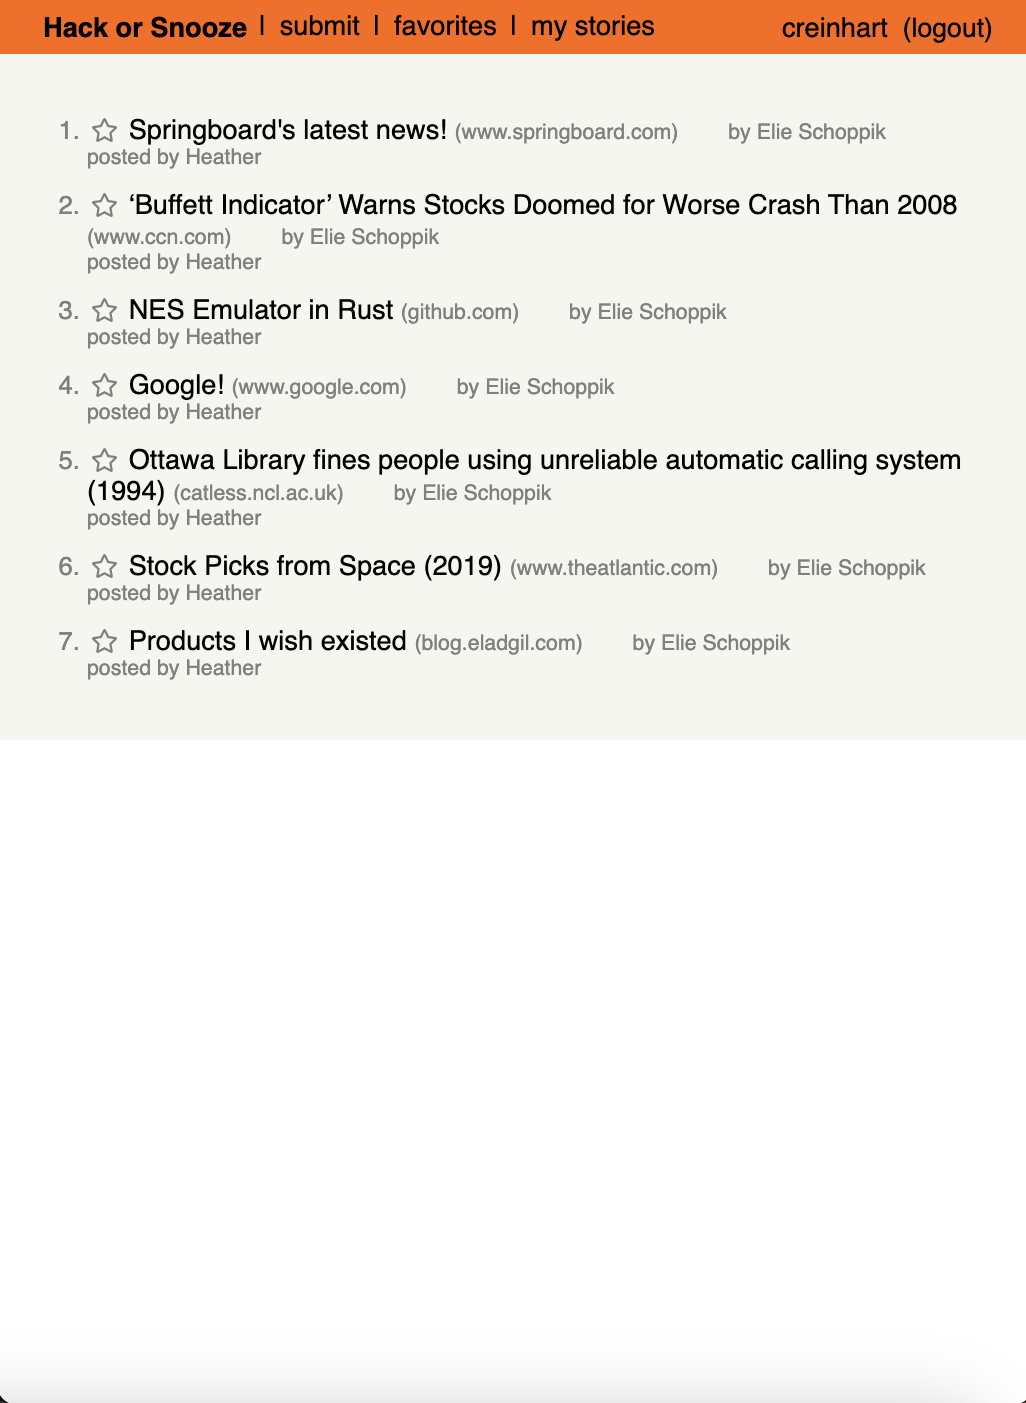 Hack or Snooze | submit | favorites | my stories creinhart (logout)
1. Springboard's latest news! (www.springboard.com) by Elie Schoppik
posted by Heather
2. ‘Buffett Indicator’ Warns Stocks Doomed for Worse Crash Than 2008
(www.ccn.com) by Elie Schoppik
posted by Heather
3. NES Emulator in Rust (github.com) by Elie Schoppik
posted by Heather
4. Google! (www.google.com) by Elie Schoppik
posted by Heather
5. Ottawa Library fines people using unreliable automatic calling system
(1994) (catless.ncl.ac.uk) by Elie Schoppik
posted by Heather
6. Stock Picks from Space (2019) (www.theatlantic.com) by Elie Schoppik
posted by Heather
7. Products I wish existed (blog.eladgil.com) by Elie Schoppik
posted by Heather